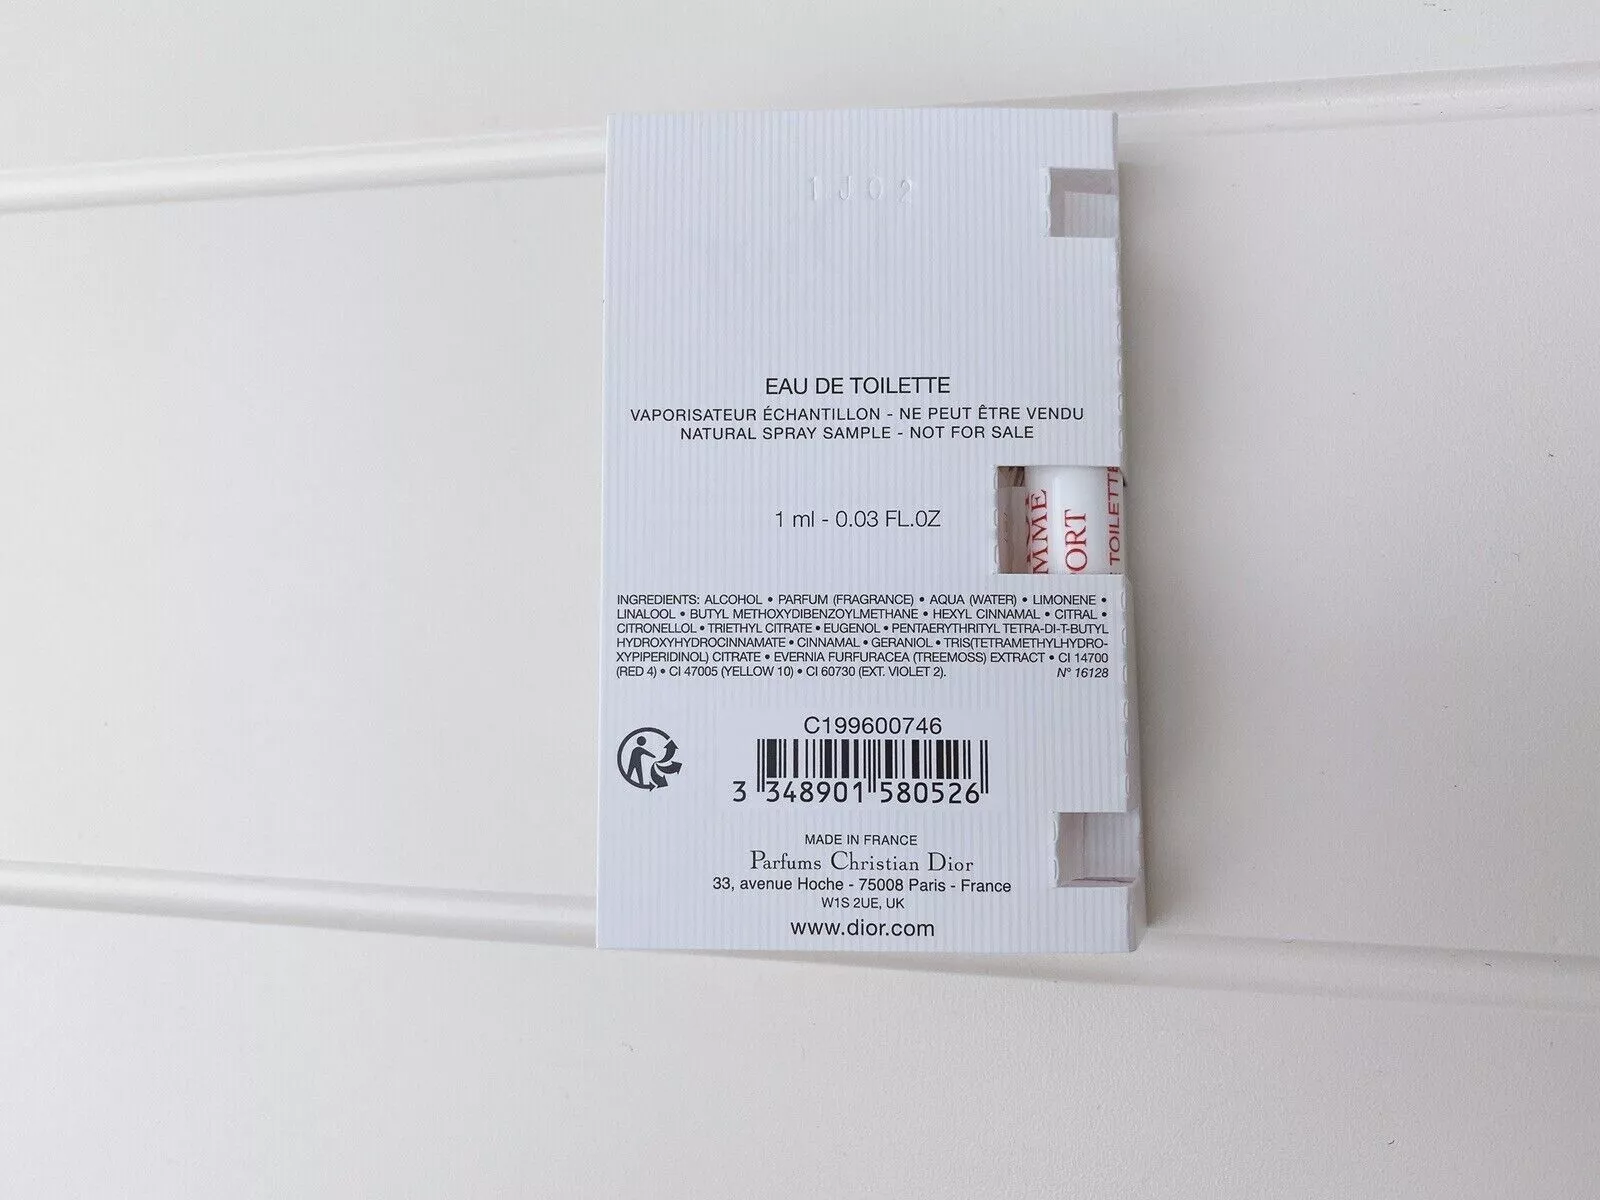 1J02
EAU DE TOILETTE
VAPORISATEUR ÉCHANTILLON - NE PEUT ÊTRE VENDU
NATURAL SPRAY SAMPLE - NOT FOR SALE
1 ml - 0.03 FL.OZ
MME
ORT
TOILETTE
INGREDIENTS: ALCOHOL • PARFUM (FRAGRANCE) • AQUA (WATER) • LIMONENE •
LINALOOL • BUTYL METHOXYDIBENZOYLMETHANE • HEXYL CINNAMAL • CITRAL •
CITRONELLOL • TRIETHYL CITRATE • EUGENOL • PENTAERYTHRITYL TETRA-DI-T-BUTYL
HYDROXYHYDROCINNAMATE • CINNAMAL • GERANIOL • TRIS(TETRAMETHYLHYDRO-
XYPIPERIDINOL) CITRATE • EVERNIA FURFURACEA (TREEMOSS) EXTRACT • CI 14700
(RED 4) • CI 47005 (YELLOW 10) • CI 60730 (EXT. VIOLET 2). N° 16128
C199600746
3 348901 580526
MADE IN FRANCE
Parfums Christian Dior
33, avenue Hoche - 75008 Paris - France
W1S 2UE, UK
www.dior.com